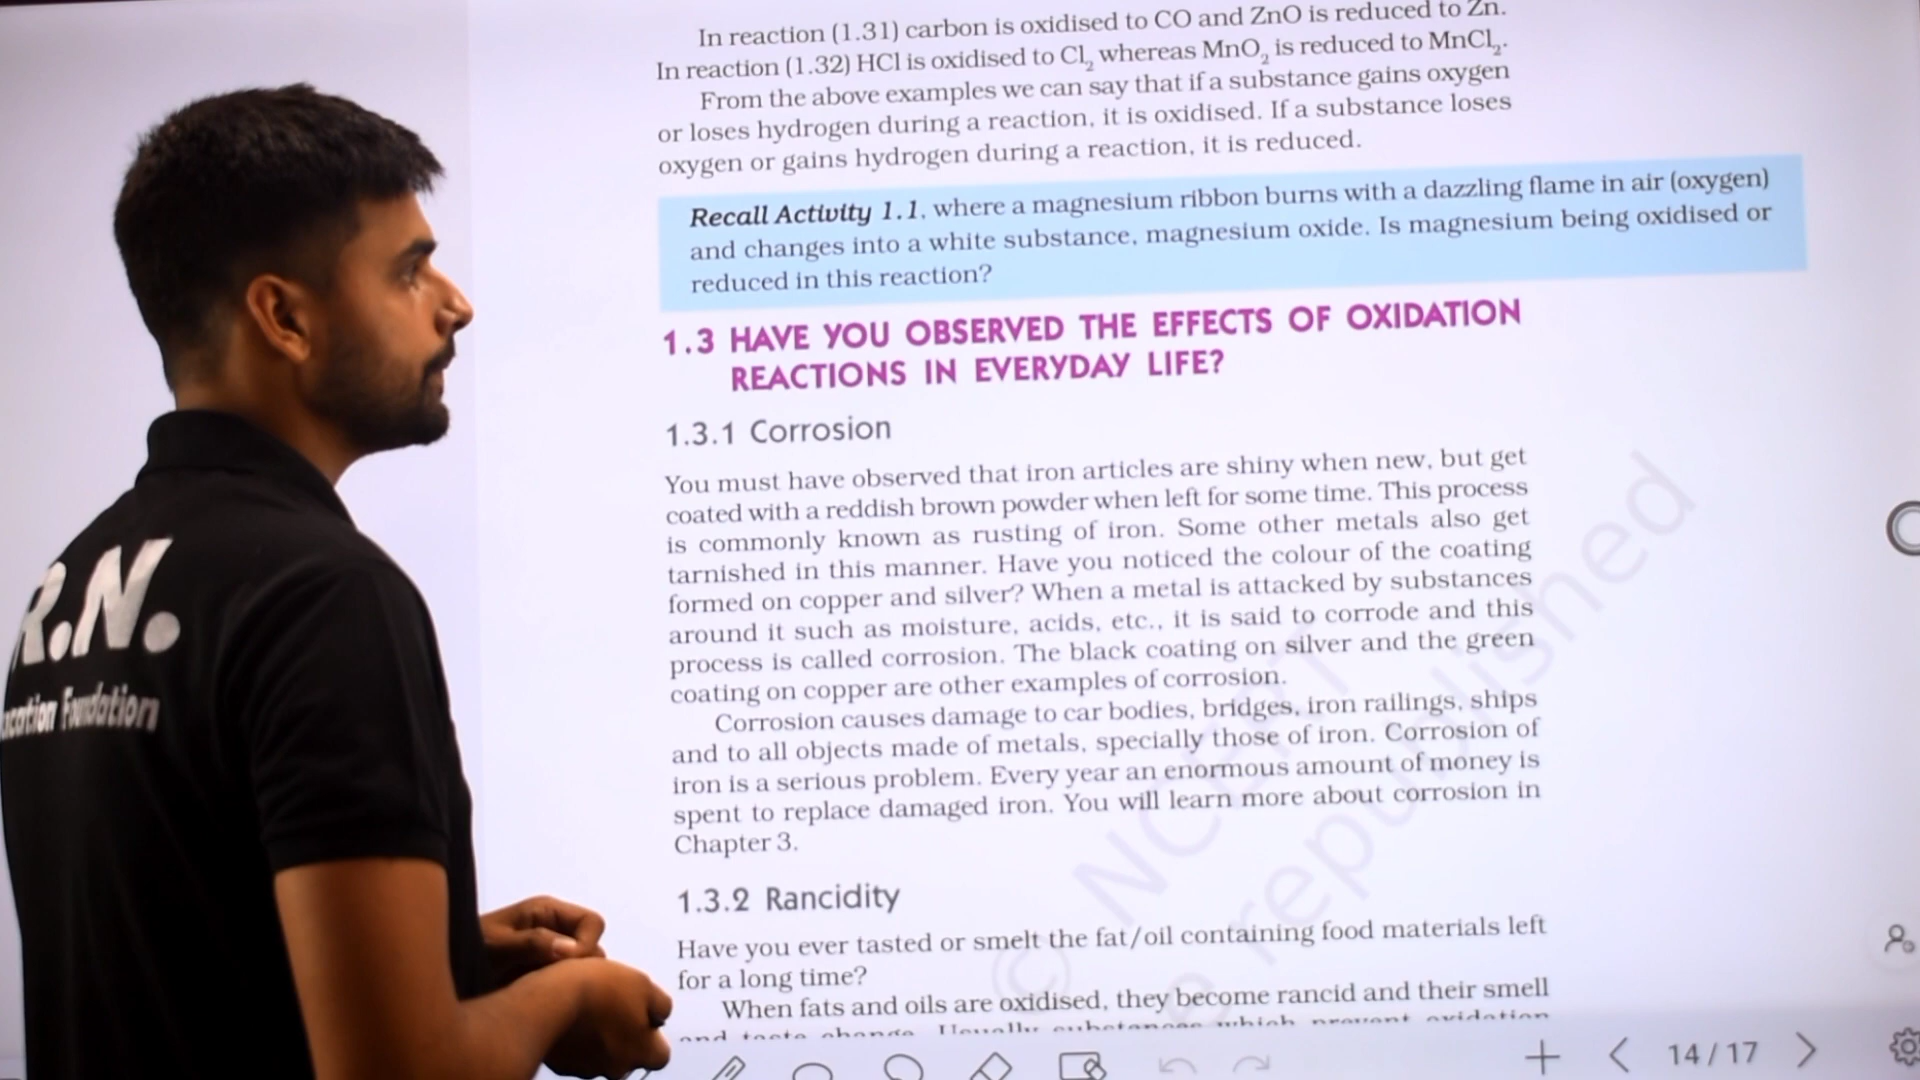 In reaction (1.31) carbon is oxidised to CO and ZnO is reduced to Zn.
In reaction (1.32) HCl is oxidised to Cl₂ whereas MnO₂ is reduced to MnCl₂.
From the above examples we can say that if a substance gains oxygen
or loses hydrogen during a reaction, it is oxidised. If a substance loses
oxygen or gains hydrogen during a reaction, it is reduced.
Recall Activity 1.1, where a magnesium ribbon burns with a dazzling flame in air (oxygen)
and changes into a white substance, magnesium oxide. Is magnesium being oxidised or
reduced in this reaction?
1.3 HAVE YOU OBSERVED THE EFFECTS OF OXIDATION
REACTIONS IN EVERYDAY LIFE?
1.3.1 Corrosion
You must have observed that iron articles are shiny when new, but get
coated with a reddish brown powder when left for some time. This process
is commonly known as rusting of iron. Some other metals also get
tarnished in this manner. Have you noticed the colour of the coating
formed on copper and silver? When a metal is attacked by substances
around it such as moisture, acids, etc., it is said to corrode and this
process is called corrosion. The black coating on silver and the green
coating on copper are other examples of corrosion.
Corrosion causes damage to car bodies, bridges, iron railings, ships
and to all objects made of metals, specially those of iron. Corrosion of
iron is a serious problem. Every year an enormous amount of money is
spent to replace damaged iron. You will learn more about corrosion in
Chapter 3.
1.3.2 Rancidity
Have you ever tasted or smelt the fat/oil containing food materials left
for a long time?
When fats and oils are oxidised, they become rancid and their smell
and taste change. Usually substances which prevent oxidation
© NCERT
e republished
14/17
R.N.
Foundation